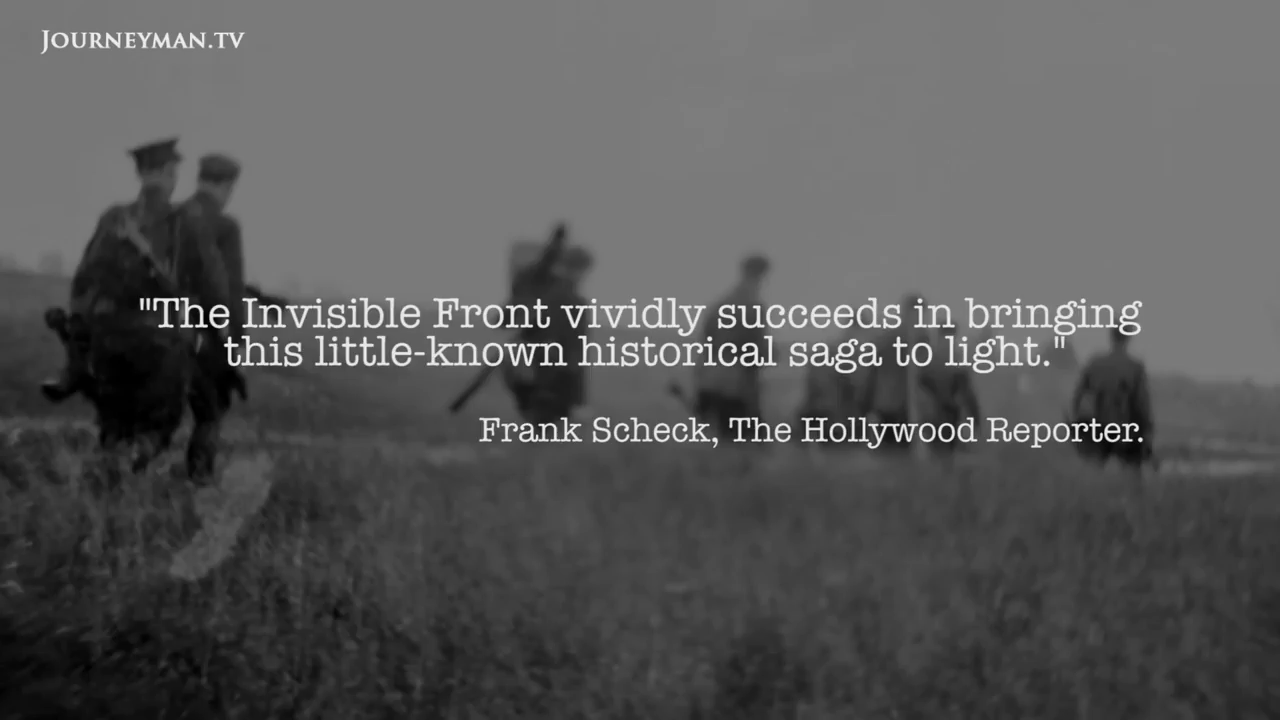 JOURNEYMAN.TV
"The Invisible Front vividly succeeds in bringing
this little-known historical saga to light."
Frank Scheck, The Hollywood Reporter.